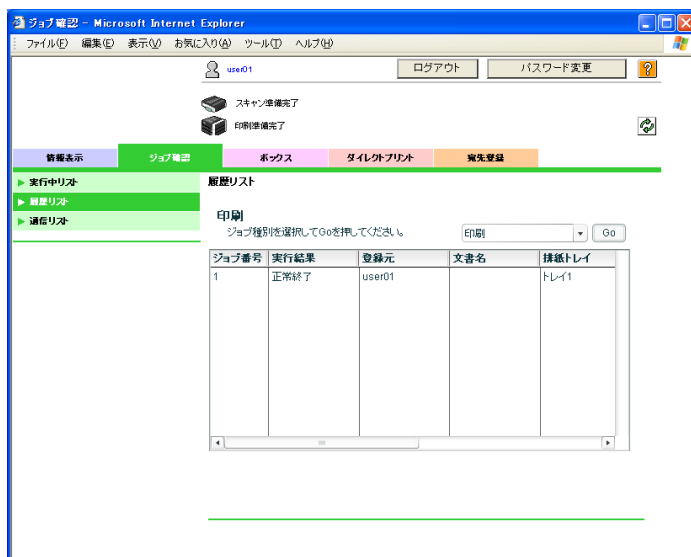 ジョブ確認 - Microsoft Internet Explorer
ファイル(F) 編集(E) 表示(V) お気に入り(A) ツール(T) ヘルプ(H)
user01 ログアウト パスワード変更 ?
スキャン準備完了
印刷準備完了
情報表示 ジョブ確認 ボックス ダイレクトプリント 宛先登録
実行中リスト
履歴リスト
通信リスト
履歴リスト
印刷
ジョブ種別を選択してGoを押してください。 印刷 Go
ジョブ番号 実行結果 登録元 文書名 排紙トレイ
1 正常終了 user01 トレイ1